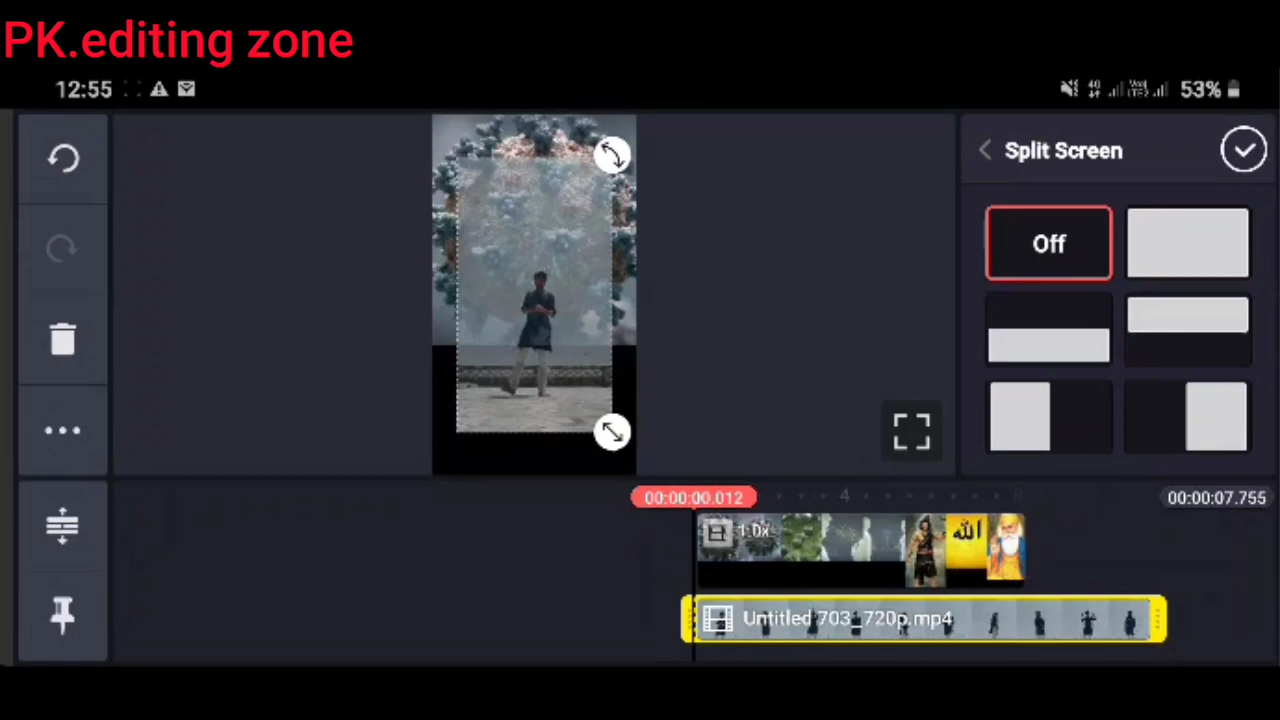 PK.editing zone
12:55
53%
Split Screen
Off
00:00:00.012
4
00:00:07.755
1.0x
الله
Untitled 703_720p.mp4